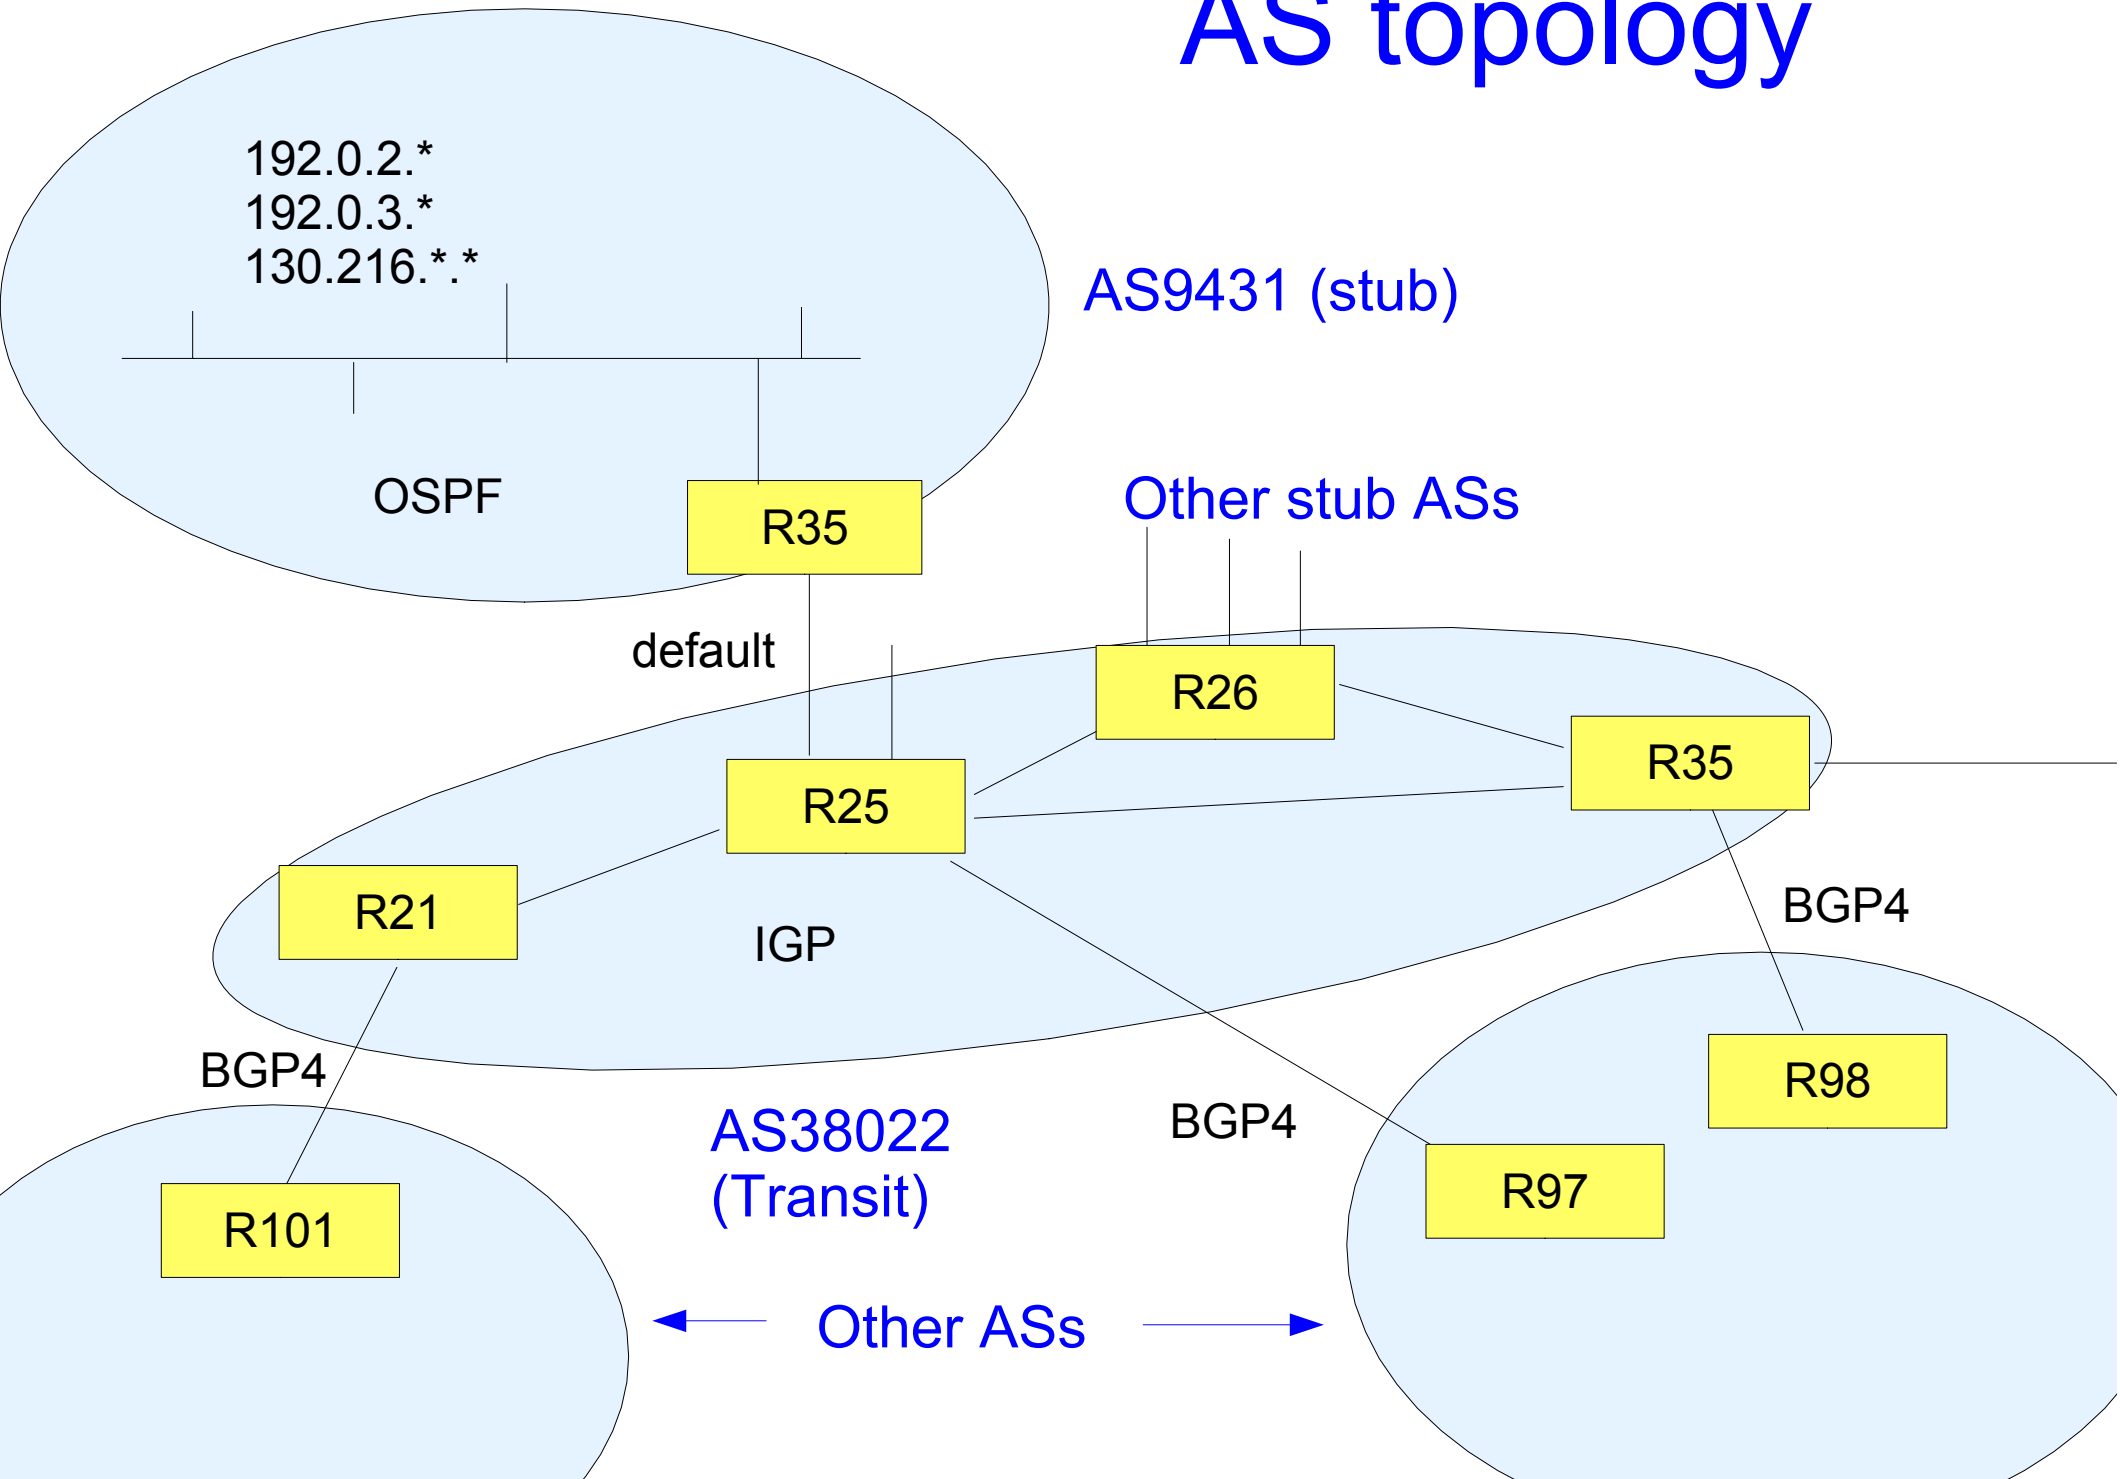 AS topology
192.0.2.*
192.0.3.*
130.216.*.*
AS9431 (stub)
OSPF
R35
Other stub ASs
default
R26
R35
R25
R21
IGP
BGP4
BGP4
BGP4
R98
AS38022
(Transit)
R97
R101
Other ASs